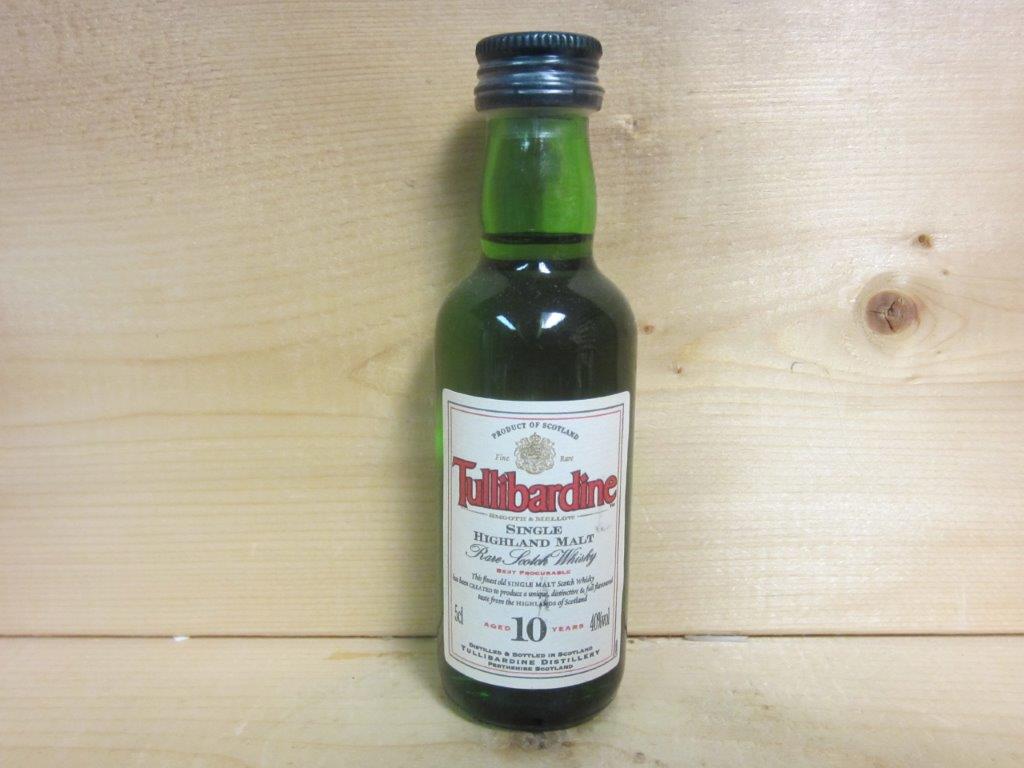 PRODUCT OF SCOTLAND
Fine Rare
Tullibardine
SMOOTH & MELLOW
SINGLE
HIGHLAND MALT
Rare Scotch Whisky
BEST PROCURABLE
This finest old SINGLE MALT Scotch Whisky
has been CREATED to produce a unique, distinctive & full flavoured
taste from the HIGHLANDS of Scotland
5cl AGED 10 YEARS 40%vol
DISTILLED & BOTTLED IN SCOTLAND
TULLIBARDINE DISTILLERY
PERTHSHIRE SCOTLAND